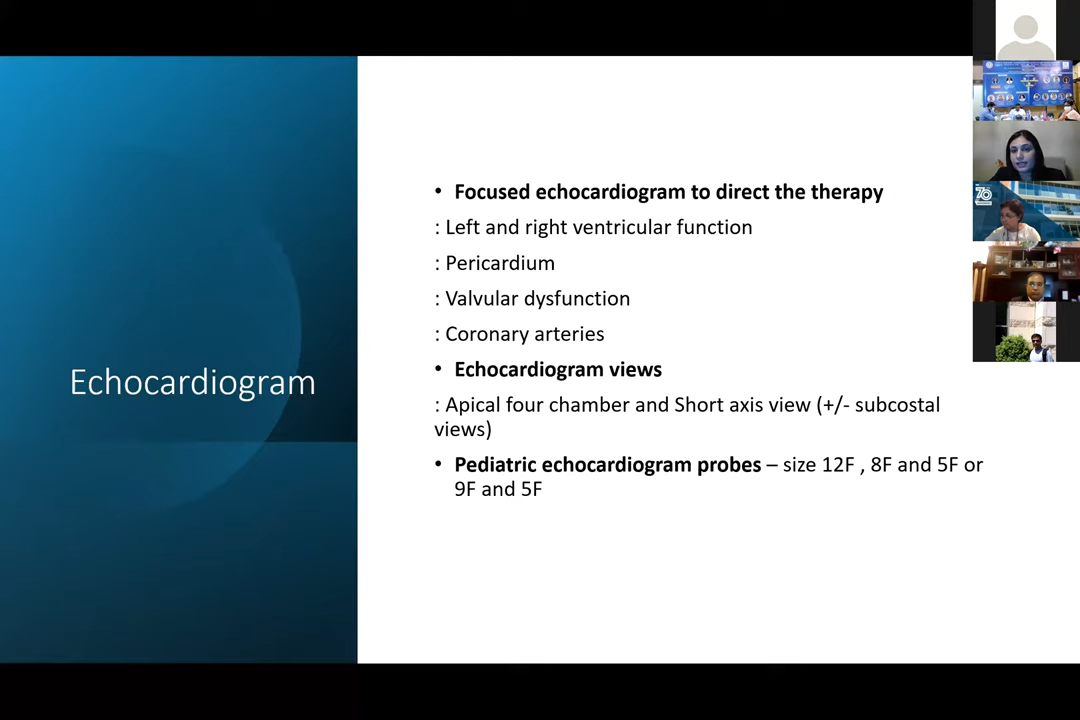 Echocardiogram
• Focused echocardiogram to direct the therapy
: Left and right ventricular function
: Pericardium
: Valvular dysfunction
: Coronary arteries
• Echocardiogram views
: Apical four chamber and Short axis view (+/- subcostal
views)
• Pediatric echocardiogram probes – size 12F , 8F and 5F or
9F and 5F
70